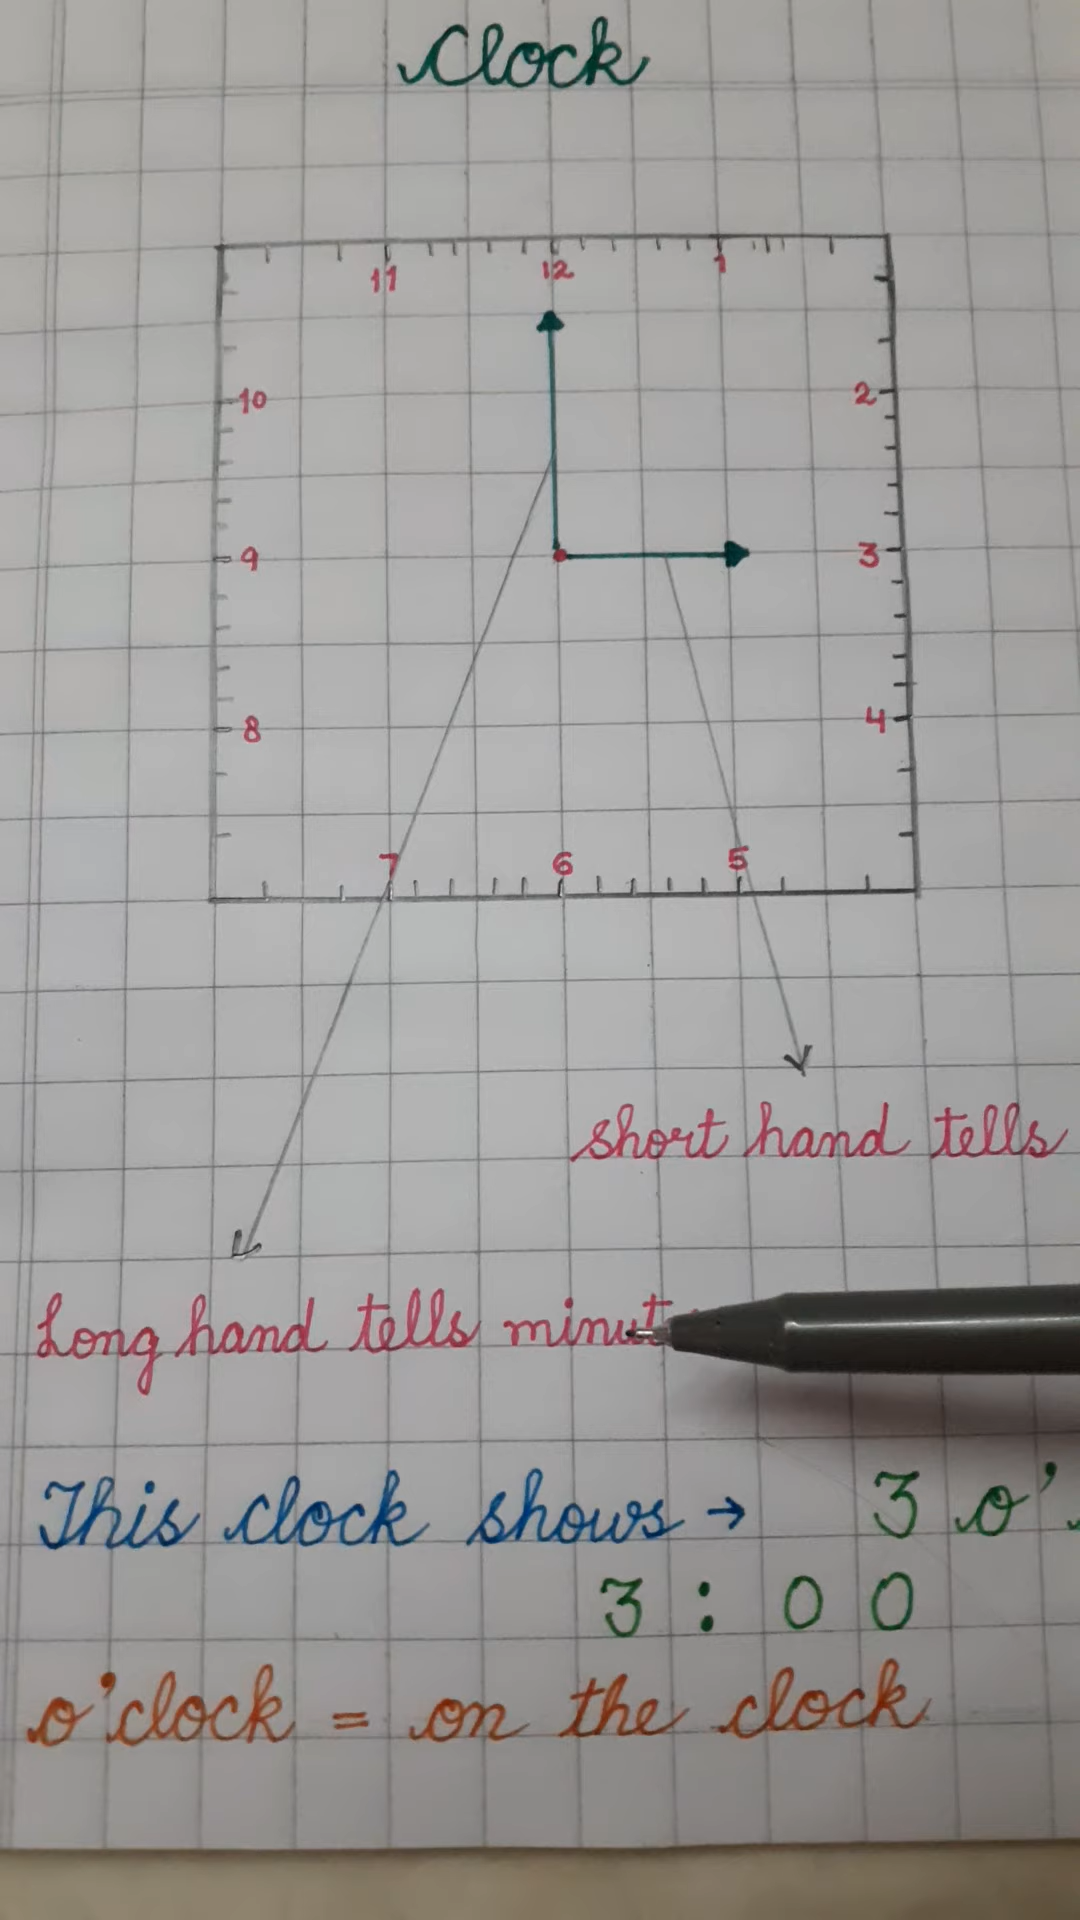 Clock
11 12 1
10 2
9 3
8 4
7 6 5
short hand tells
Long hand tells
This clock shows → 3 o'
3 : 0 0
o'clock = on the clock